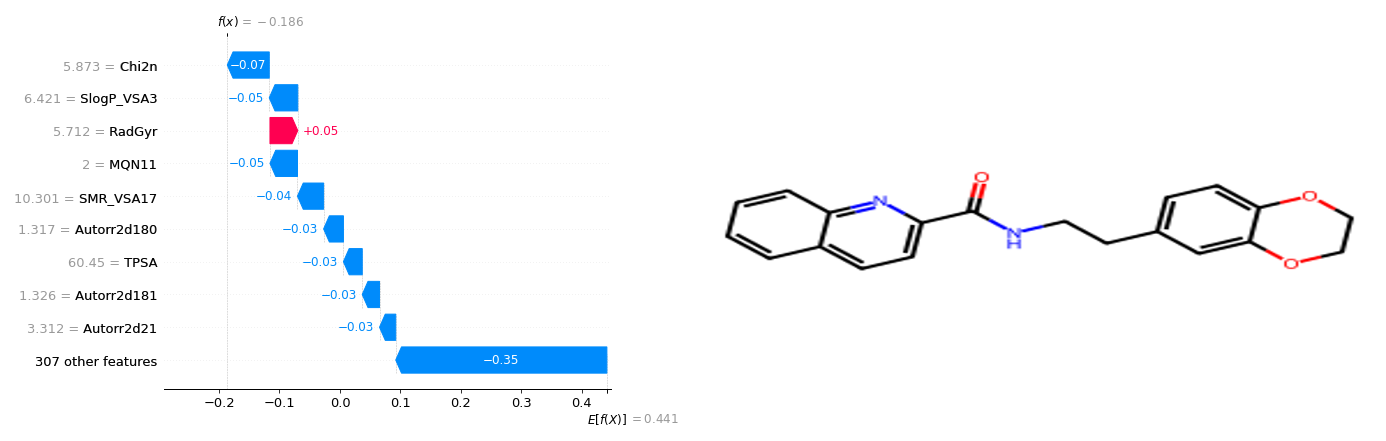 f(x) = −0.186
5.873 = Chi2n
−0.07
6.421 = SlogP_VSA3
−0.05
5.712 = RadGyr
+0.05
2 = MQN11
−0.05
10.301 = SMR_VSA17
−0.04
1.317 = Autorr2d180
−0.03
60.45 = TPSA
−0.03
1.326 = Autorr2d181
−0.03
3.312 = Autorr2d21
−0.03
307 other features
−0.35
−0.2 −0.1 0.0 0.1 0.2 0.3 0.4
E[f(X)] = 0.441
N
O
N
H
O
O